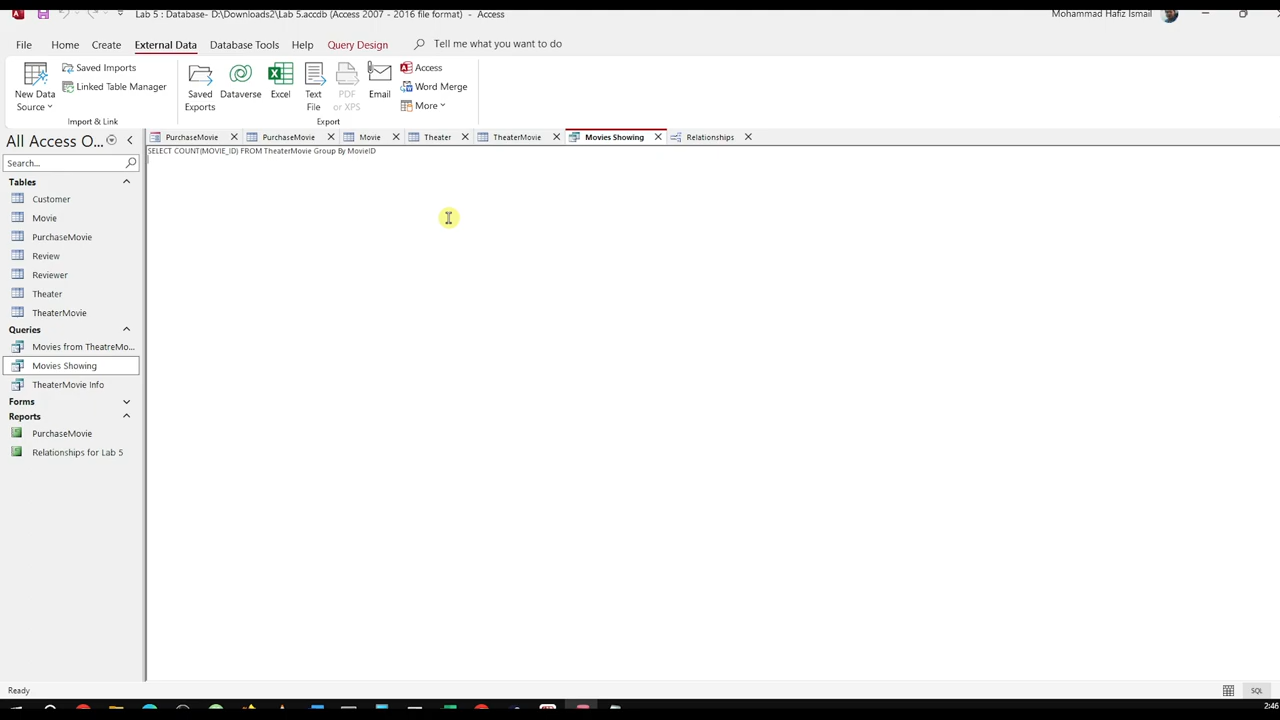 Lab 5 : Database- D:\Downloads2\Lab 5.accdb (Access 2007 - 2016 file format) - Access
Mohammad Hafiz Ismail
File Home Create External Data Database Tools Help Query Design Tell me what you want to do
New Data Source
Saved Imports
Linked Table Manager
Import & Link
Saved Exports
Dataverse
Excel
Text File
PDF or XPS
Email
Access
Word Merge
More
Export
All Access O...
Search...
Tables
Customer
Movie
PurchaseMovie
Review
Reviewer
Theater
TheaterMovie
Queries
Movies from TheatreMo...
Movies Showing
TheaterMovie Info
Forms
Reports
PurchaseMovie
Relationships for Lab 5
PurchaseMovie PurchaseMovie Movie Theater TheaterMovie Movies Showing Relationships
SELECT COUNT(MOVIE_ID) FROM TheaterMovie Group By MovieID
Ready
SQL
2:46